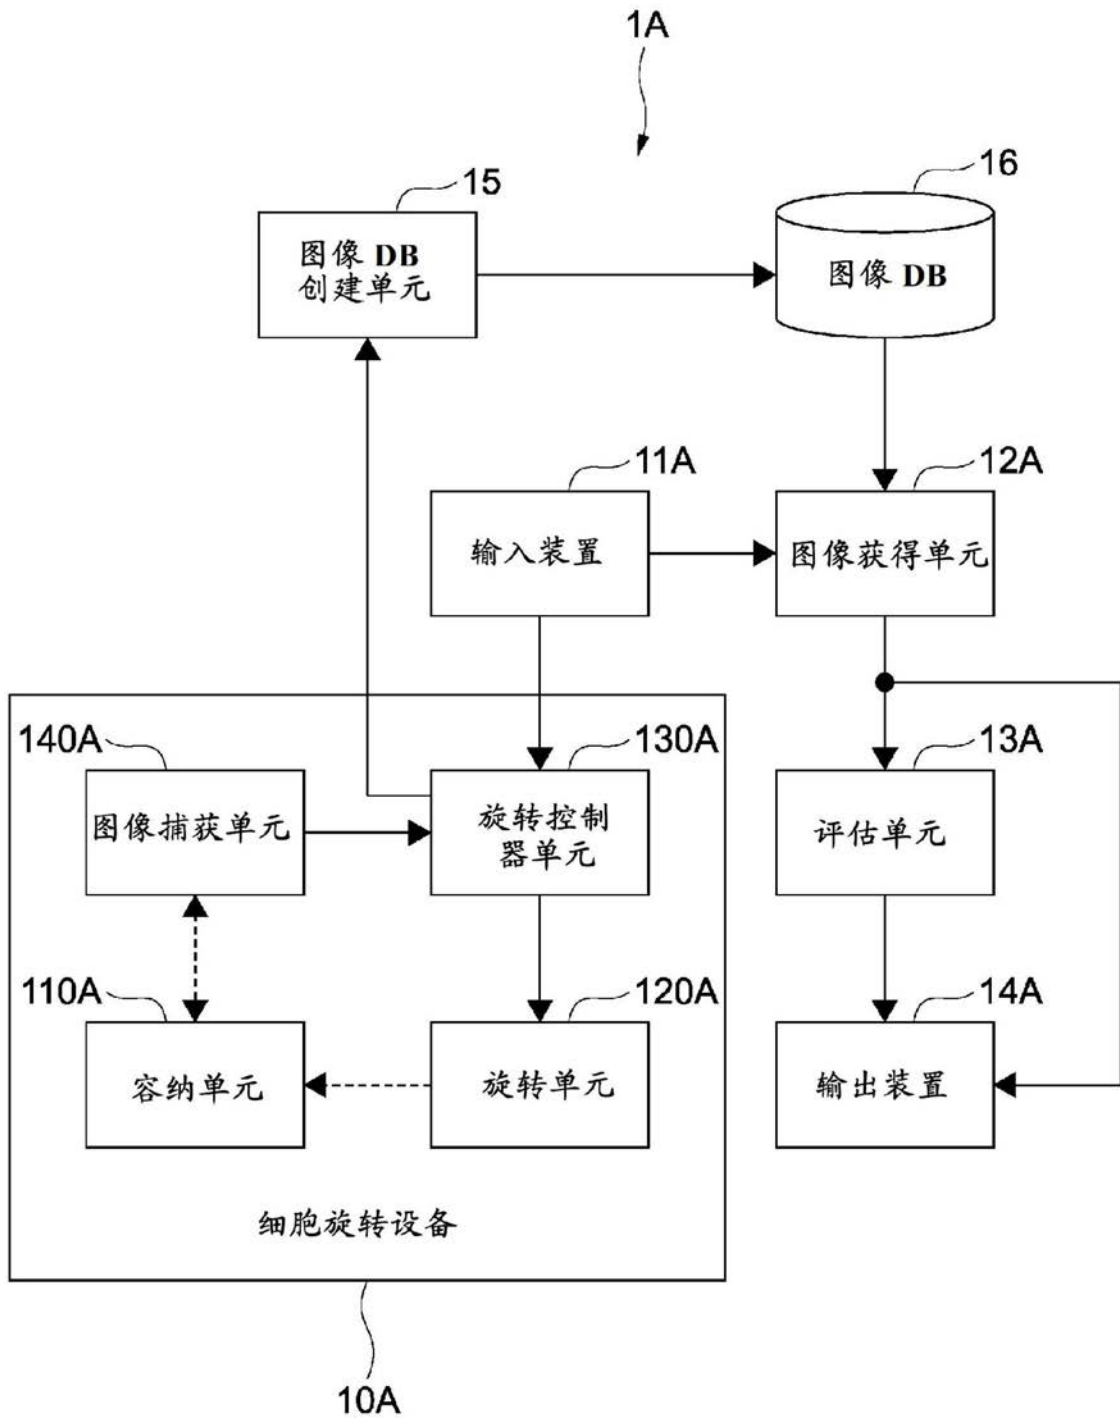 1A
15
16
图像 DB
创建单元
图像 DB
11A
12A
输入装置
图像获得单元
140A
130A
13A
图像捕获单元
旋转控制
器单元
评估单元
110A
120A
14A
容纳单元
旋转单元
输出装置
细胞旋转设备
10A